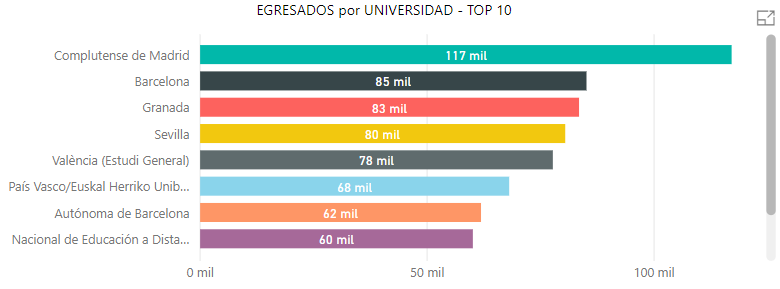 EGRESADOS por UNIVERSIDAD - TOP 10
Complutense de Madrid 117 mil
Barcelona 85 mil
Granada 83 mil
Sevilla 80 mil
València (Estudi General) 78 mil
País Vasco/Euskal Herriko Unib... 68 mil
Autónoma de Barcelona 62 mil
Nacional de Educación a Dista... 60 mil
0 mil 50 mil 100 mil